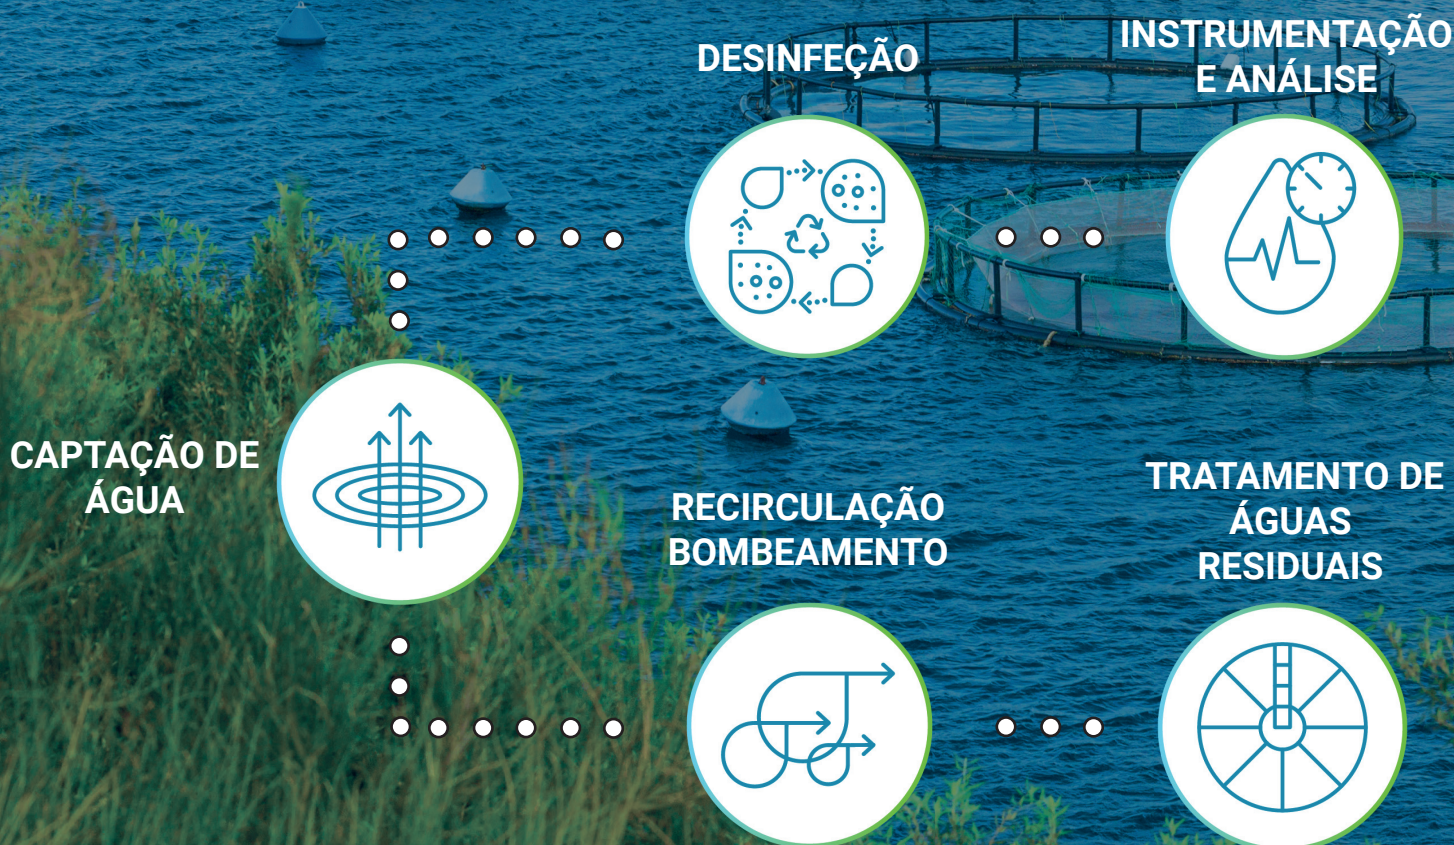 DESINFEÇÃO
INSTRUMENTAÇÃO
E ANÁLISE
CAPTAÇÃO DE
ÁGUA
RECIRCULAÇÃO
BOMBEAMENTO
TRATAMENTO DE
ÁGUAS
RESIDUAIS